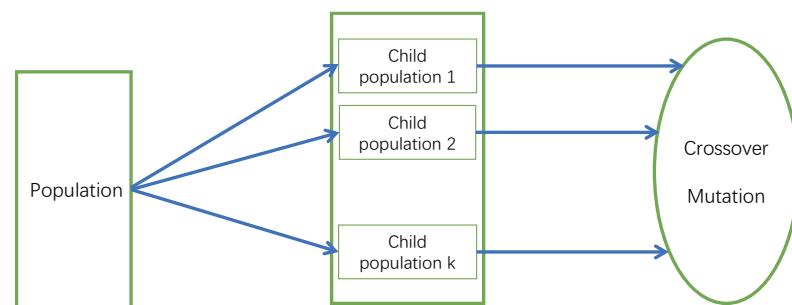 Population
Child
population 1
Child
population 2
Child
population k
Crossover
Mutation